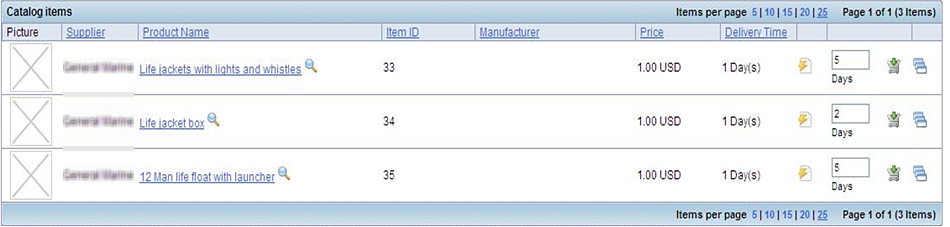 Catalog items Items per page 5 | 10 | 15 | 20 | 25 Page 1 of 1 (3 Items)
Picture Supplier Product Name Item ID Manufacturer Price Delivery Time
Life jackets with lights and whistles 33 1.00 USD 1 Day(s) 5
Days
Life jacket box 34 1.00 USD 1 Day(s) 2
Days
12 Man life float with launcher 35 1.00 USD 1 Day(s) 5
Days
Items per page 5 | 10 | 15 | 20 | 25 Page 1 of 1 (3 Items)